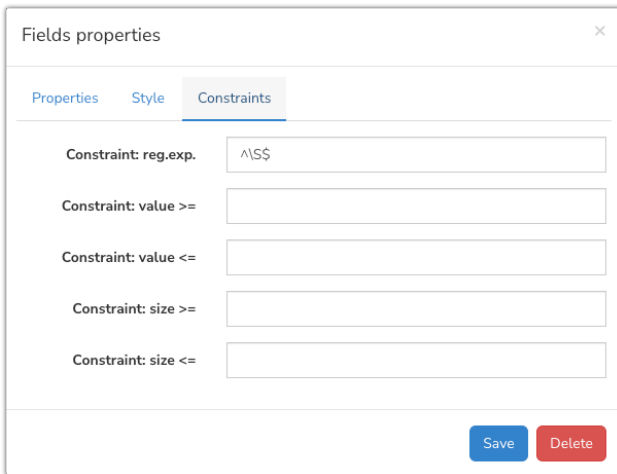 Fields properties ×
Properties Style Constraints
Constraint: reg.exp. ^\S$
Constraint: value >=
Constraint: value <=
Constraint: size >=
Constraint: size <=
Save Delete